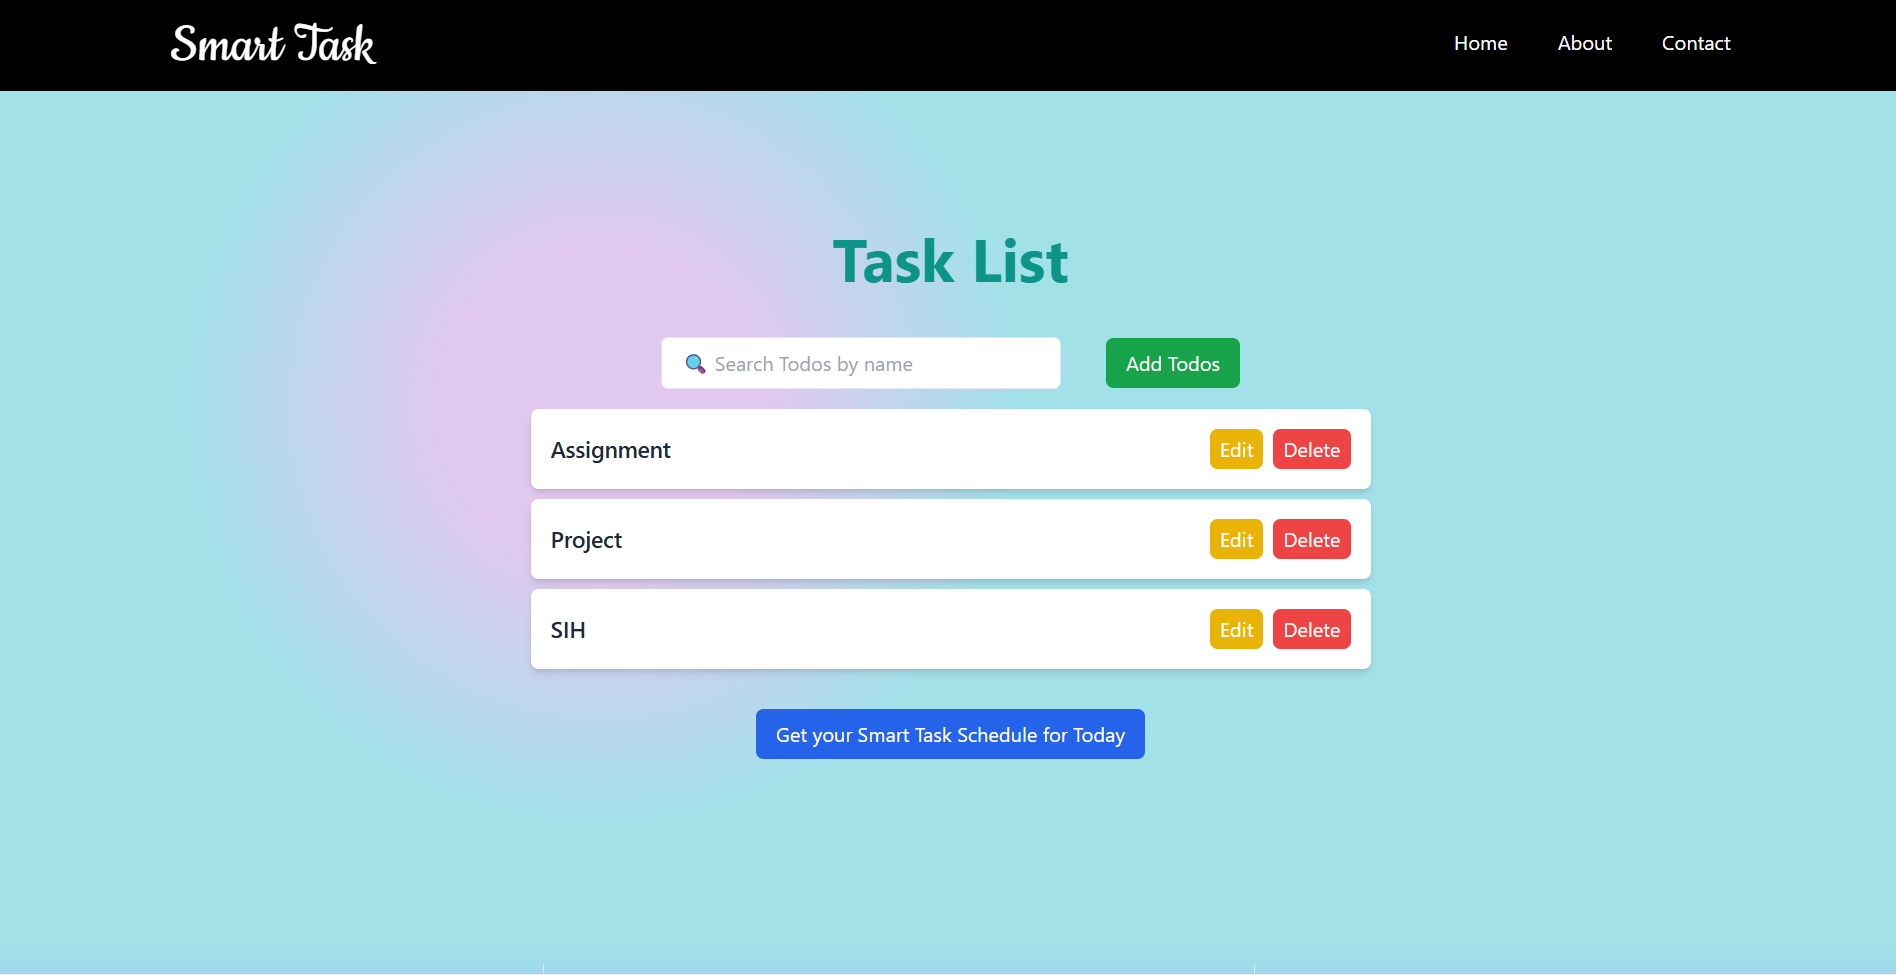 Smart Task
Home About Contact
Task List
Search Todos by name Add Todos
Assignment Edit Delete
Project Edit Delete
SIH Edit Delete
Get your Smart Task Schedule for Today